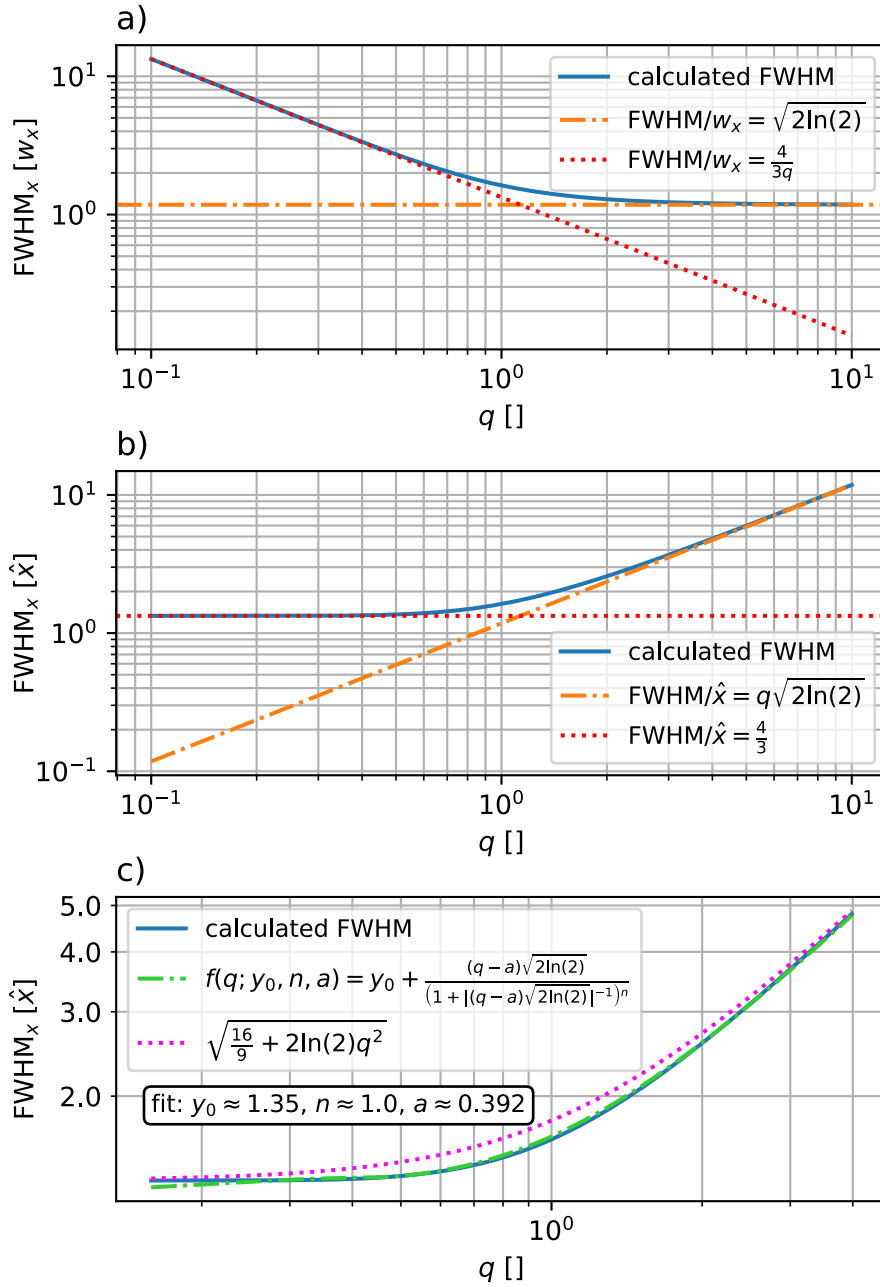 a)
FWHM_x [w_x]
10^1
10^0
calculated FWHM
FWHM/w_x = √(2ln(2))
FWHM/w_x = 4/(3q)
10^−1
10^0
10^1
q []
b)
FWHM_x [x̂]
10^1
10^0
10^−1
calculated FWHM
FWHM/x̂ = q√(2ln(2))
FWHM/x̂ = 4/3
10^−1
10^0
10^1
q []
c)
FWHM_x [x̂]
5.0
4.0
3.0
2.0
calculated FWHM
f(q; y_0, n, a) = y_0 + (q−a)√(2ln(2)) / (1+|(q−a)√(2ln(2))|^−1)^n
√(16/9 + 2ln(2)q^2)
fit: y_0 ≈ 1.35, n ≈ 1.0, a ≈ 0.392
10^0
q []